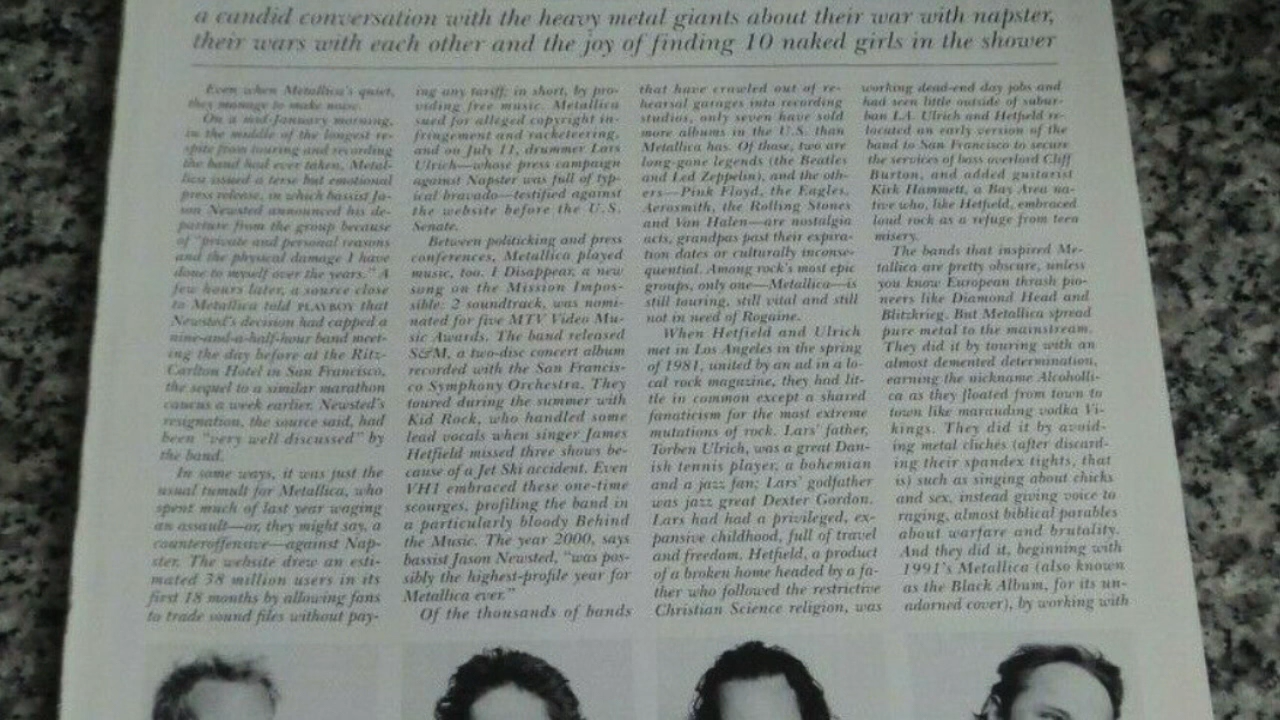 a candid conversation with the heavy metal giants about their war with napster,
their wars with each other and the joy of finding 10 naked girls in the shower
Even when Metallica's quiet,
they manage to make noise.
On a mid-January morning,
in the middle of the longest re-
spite from touring and recording
the band had ever taken, Metal-
lica issued a terse but emotional
press release, in which bassist Ja-
son Newsted announced his de-
parture from the group because
of "private and personal reasons
and the physical damage I have
done to myself over the years." A
few hours later, a source close
to Metallica told PLAYBOY that
Newsted's decision had capped a
nine-and-a-half-hour band meet-
ing the day before at the Ritz-
Carlton Hotel in San Francisco,
the sequel to a similar marathon
caucus a week earlier. Newsted's
resignation, the source said, had
been "very well discussed" by
the band.
In some ways, it was just the
usual tumult for Metallica, who
spent much of last year waging
an assault—or, they might say, a
counteroffensive—against Nap-
ster. The website drew an esti-
mated 38 million users in its
first 18 months by allowing fans
to trade sound files without pay-
ing any tariff; in short, by pro-
viding free music. Metallica
sued for alleged copyright in-
fringement and racketeering,
and on July 11, drummer Lars
Ulrich—whose press campaign
against Napster was full of typ-
ical bravado—testified against
the website before the U.S.
Senate.
Between politicking and press
conferences, Metallica played
music, too. I Disappear, a new
song on the Mission Impos-
sible: 2 soundtrack, was nomi-
nated for five MTV Video Mu-
sic Awards. The band released
S&M, a two-disc concert album
recorded with the San Francis-
co Symphony Orchestra. They
toured during the summer with
Kid Rock, who handled some
lead vocals when singer James
Hetfield missed three shows be-
cause of a Jet Ski accident. Even
VH1 embraced these one-time
scourges, profiling the band in
a particularly bloody Behind
the Music. The year 2000, says
bassist Jason Newsted, "was pos-
sibly the highest-profile year for
Metallica ever."
Of the thousands of bands
that have crawled out of re-
hearsal garages into recording
studios, only seven have sold
more albums in the U.S. than
Metallica has. Of those, two are
long-gone legends (the Beatles
and Led Zeppelin), and the oth-
ers—Pink Floyd, the Eagles,
Aerosmith, the Rolling Stones
and Van Halen—are nostalgia
acts, grandpas past their expira-
tion dates or culturally inconse-
quential. Among rock's most epic
groups, only one—Metallica—is
still touring, still vital and still
not in need of Rogaine.
When Hetfield and Ulrich
met in Los Angeles in the spring
of 1981, united by an ad in a lo-
cal rock magazine, they had lit-
tle in common except a shared
fanaticism for the most extreme
mutations of rock. Lars' father,
Torben Ulrich, was a great Dan-
ish tennis player, a bohemian
and a jazz fan; Lars' godfather
was jazz great Dexter Gordon.
Lars had had a privileged, ex-
pansive childhood, full of travel
and freedom. Hetfield, a product
of a broken home headed by a fa-
ther who followed the restrictive
Christian Science religion, was
working dead-end day jobs and
had seen little outside of subur-
ban L.A. Ulrich and Hetfield re-
located an early version of the
band to San Francisco to secure
the services of bass overlord Cliff
Burton, and added guitarist
Kirk Hammett, a Bay Area na-
tive who, like Hetfield, embraced
loud rock as a refuge from teen
misery.
The bands that inspired Me-
tallica are pretty obscure, unless
you know European thrash pio-
neers like Diamond Head and
Blitzkrieg. But Metallica spread
pure metal to the mainstream.
They did it by touring with an
almost demented determination,
earning the nickname Alcoholli-
ca as they floated from town to
town like marauding vodka Vi-
kings. They did it by avoid-
ing metal clichés (after discard-
ing their spandex tights, that
is) such as singing about chicks
and sex, instead giving voice to
raging, almost biblical parables
about warfare and brutality.
And they did it, beginning with
1991's Metallica (also known
as the Black Album, for its un-
adorned cover), by working with